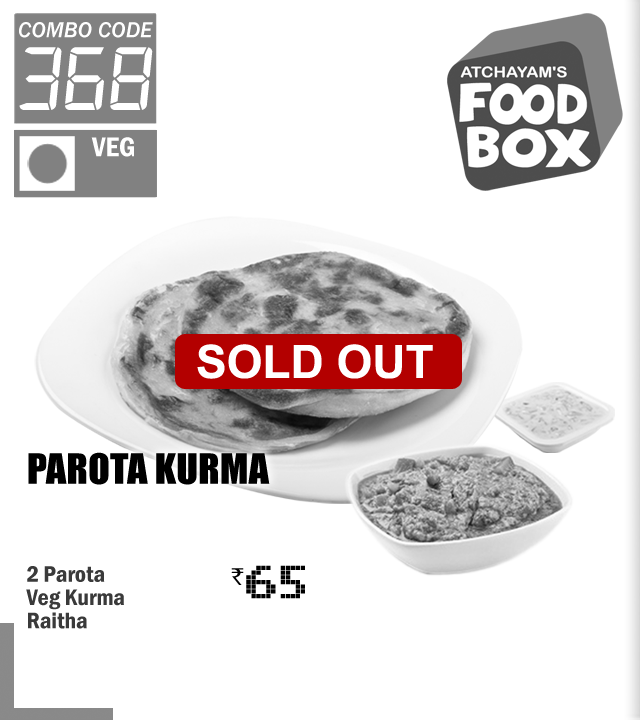 COMBO CODE
368
VEG
ATCHAYAM'S
FOOD
BOX
SOLD OUT
PAROTA KURMA
2 Parota
Veg Kurma
Raitha
₹65